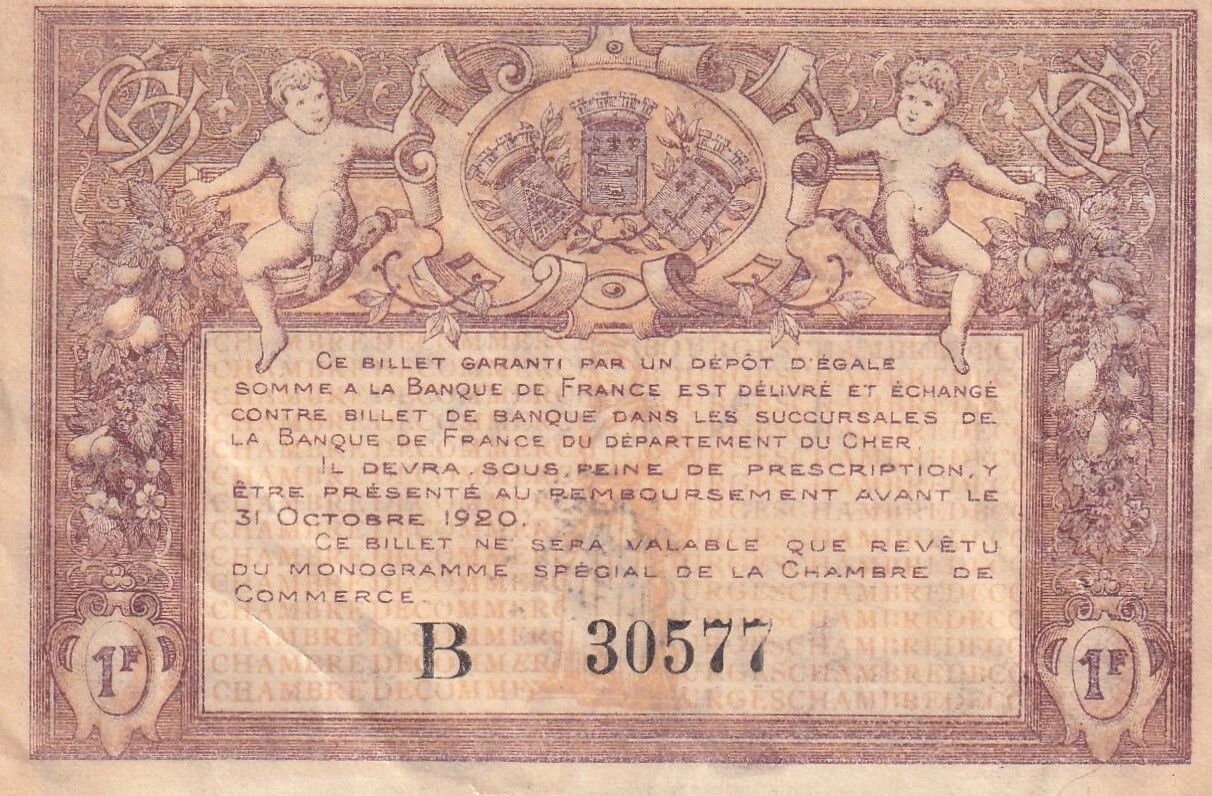 Ce billet garanti par un dépôt d'égale
somme a la Banque de France est délivré et échangé
contre billet de banque dans les succursales de
la Banque de France du département du Cher.
Il devra, sous peine de prescription, y
être présenté au remboursement avant le
31 Octobre 1920.
Ce billet ne sera valable que revêtu
du monogramme spécial de la Chambre de
Commerce.
B 30577
1F 1F